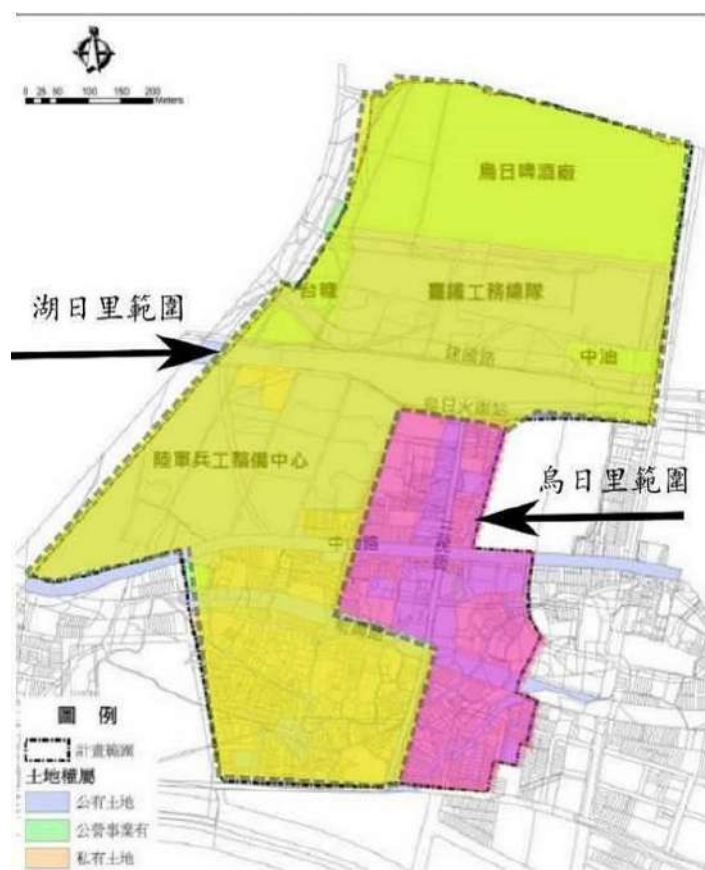 0 25 50 100 150 200
Meters
烏日啤酒廠
湖日里範圍
台糖
臺鐵工務總隊
建國路
中油
烏日火車站
陸軍兵工整備中心
烏日里範圍
中山路
三民街
圖 例
計畫範圍
土地權屬
公有土地
公營事業有
私有土地